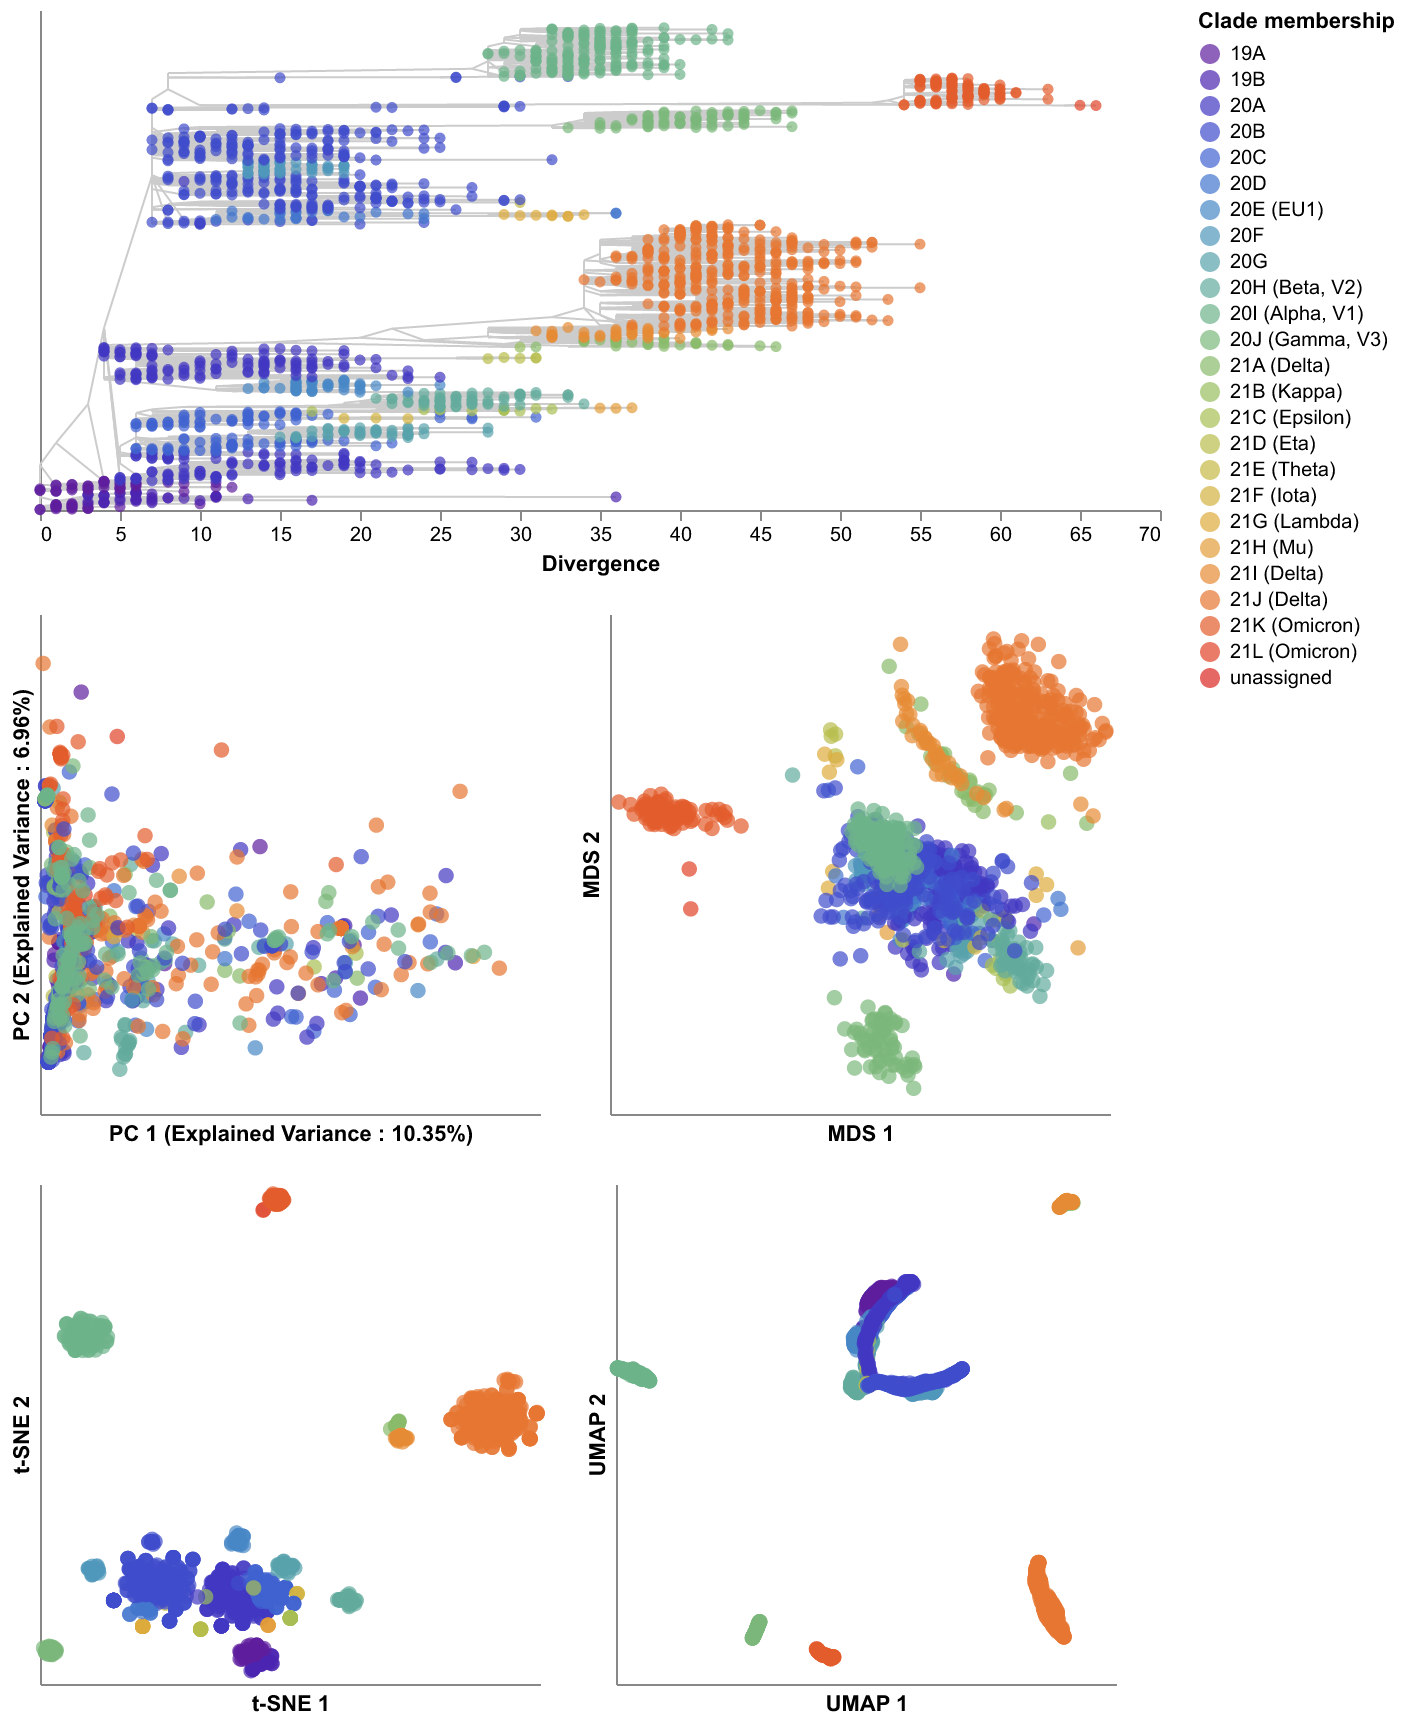 Clade membership
19A
19B
20A
20B
20C
20D
20E (EU1)
20F
20G
20H (Beta, V2)
20I (Alpha, V1)
20J (Gamma, V3)
21A (Delta)
21B (Kappa)
21C (Epsilon)
21D (Eta)
21E (Theta)
21F (Iota)
21G (Lambda)
21H (Mu)
21I (Delta)
21J (Delta)
21K (Omicron)
21L (Omicron)
unassigned
0 5 10 15 20 25 30 35 40 45 50 55 60 65 70
Divergence
PC 2 (Explained Variance : 6.96%)
PC 1 (Explained Variance : 10.35%)
MDS 2
MDS 1
t-SNE 2
t-SNE 1
UMAP 2
UMAP 1